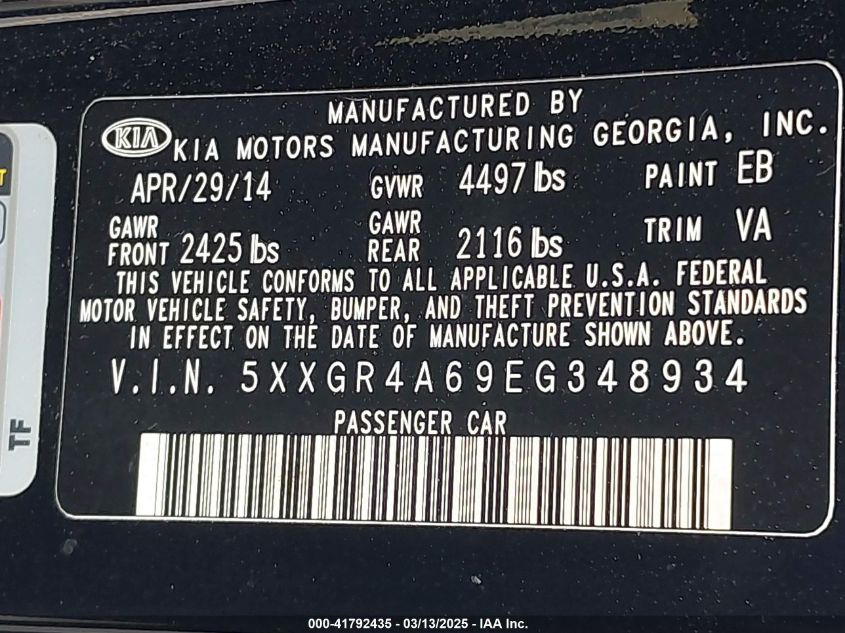 MANUFACTURED BY
KIA KIA MOTORS MANUFACTURING GEORGIA, INC.
APR/29/14 GVWR 4497 lbs PAINT EB
GAWR FRONT 2425 lbs GAWR REAR 2116 lbs TRIM VA
THIS VEHICLE CONFORMS TO ALL APPLICABLE U.S.A. FEDERAL
MOTOR VEHICLE SAFETY, BUMPER, AND THEFT PREVENTION STANDARDS
IN EFFECT ON THE DATE OF MANUFACTURE SHOWN ABOVE.
V.I.N. 5XXGR4A69EG348934
PASSENGER CAR
TF
000-41792435 - 03/13/2025 - IAA Inc.